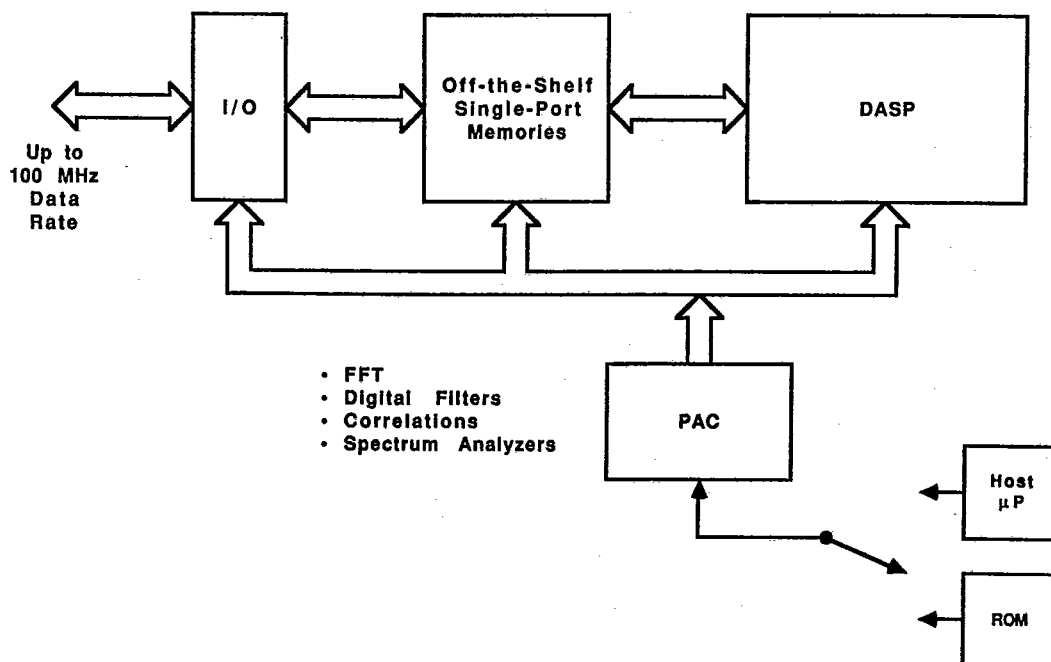 I/O
Off-the-Shelf
Single-Port
Memories
DASP
Up to
100 MHz
Data
Rate
• FFT
• Digital Filters
• Correlations
• Spectrum Analyzers
PAC
Host
μP
ROM